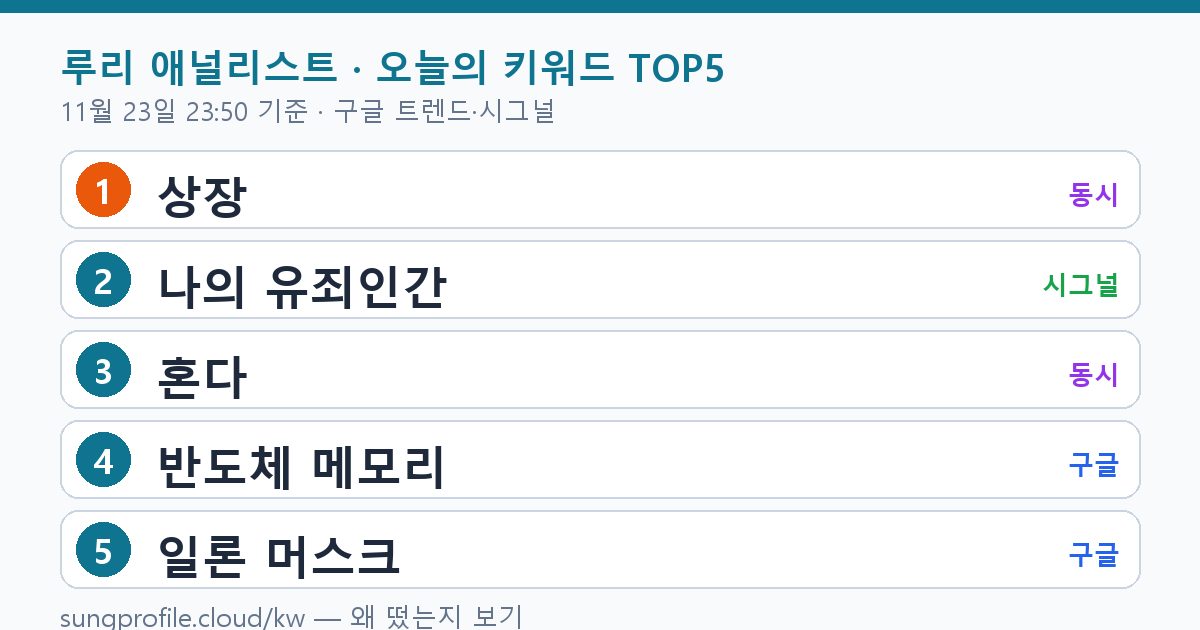 루리 애널리스트 · 오늘의 키워드 TOP5
11월 23일 23:50 기준 · 구글 트렌드·시그널
1 상장 동시
2 나의 유죄인간 시그널
3 혼다 동시
4 반도체 메모리 구글
5 일론 머스크 구글
sungprofile.cloud/kw — 왜 떴는지 보기